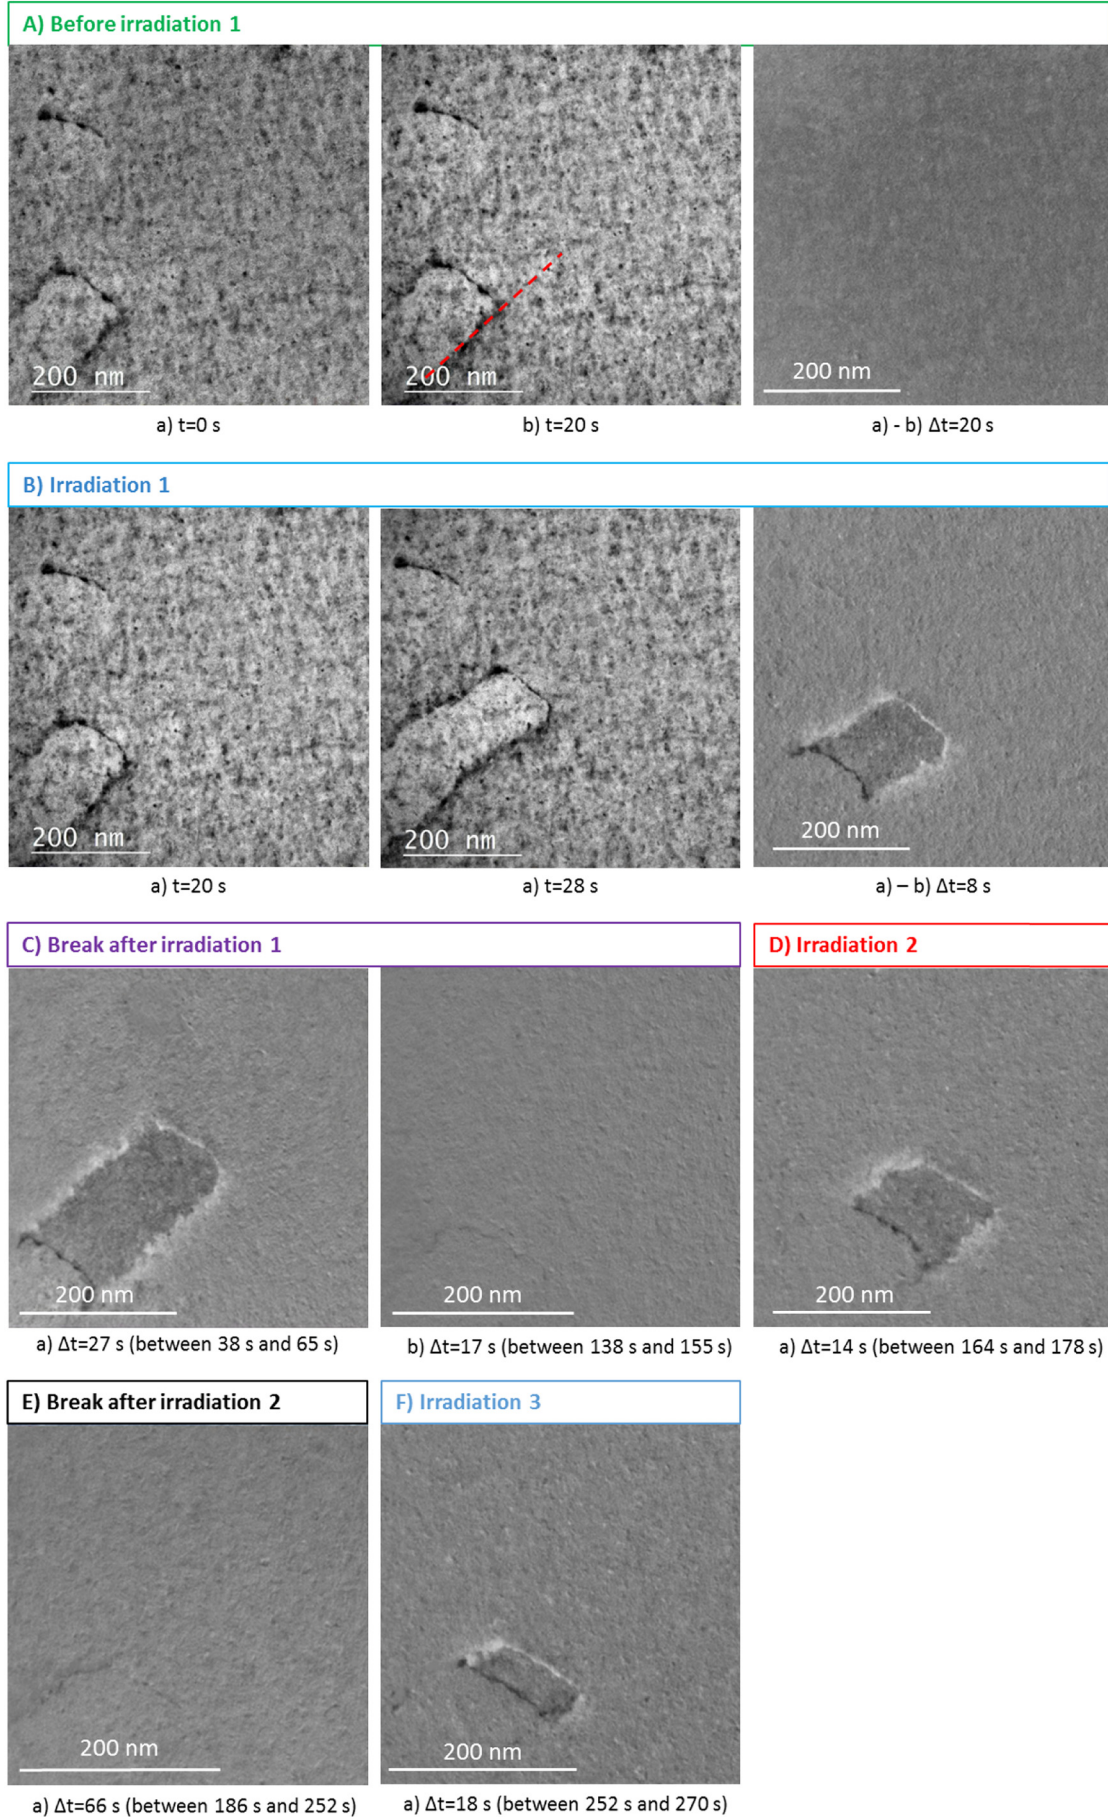 A) Before irradiation 1
200 nm
200 nm
200 nm
a) t=0 s
b) t=20 s
a) - b) Δt=20 s
B) Irradiation 1
200 nm
200 nm
200 nm
a) t=20 s
a) t=28 s
a) – b) Δt=8 s
C) Break after irradiation 1
D) Irradiation 2
200 nm
200 nm
200 nm
a) Δt=27 s (between 38 s and 65 s)
b) Δt=17 s (between 138 s and 155 s)
a) Δt=14 s (between 164 s and 178 s)
E) Break after irradiation 2
F) Irradiation 3
200 nm
200 nm
a) Δt=66 s (between 186 s and 252 s)
a) Δt=18 s (between 252 s and 270 s)